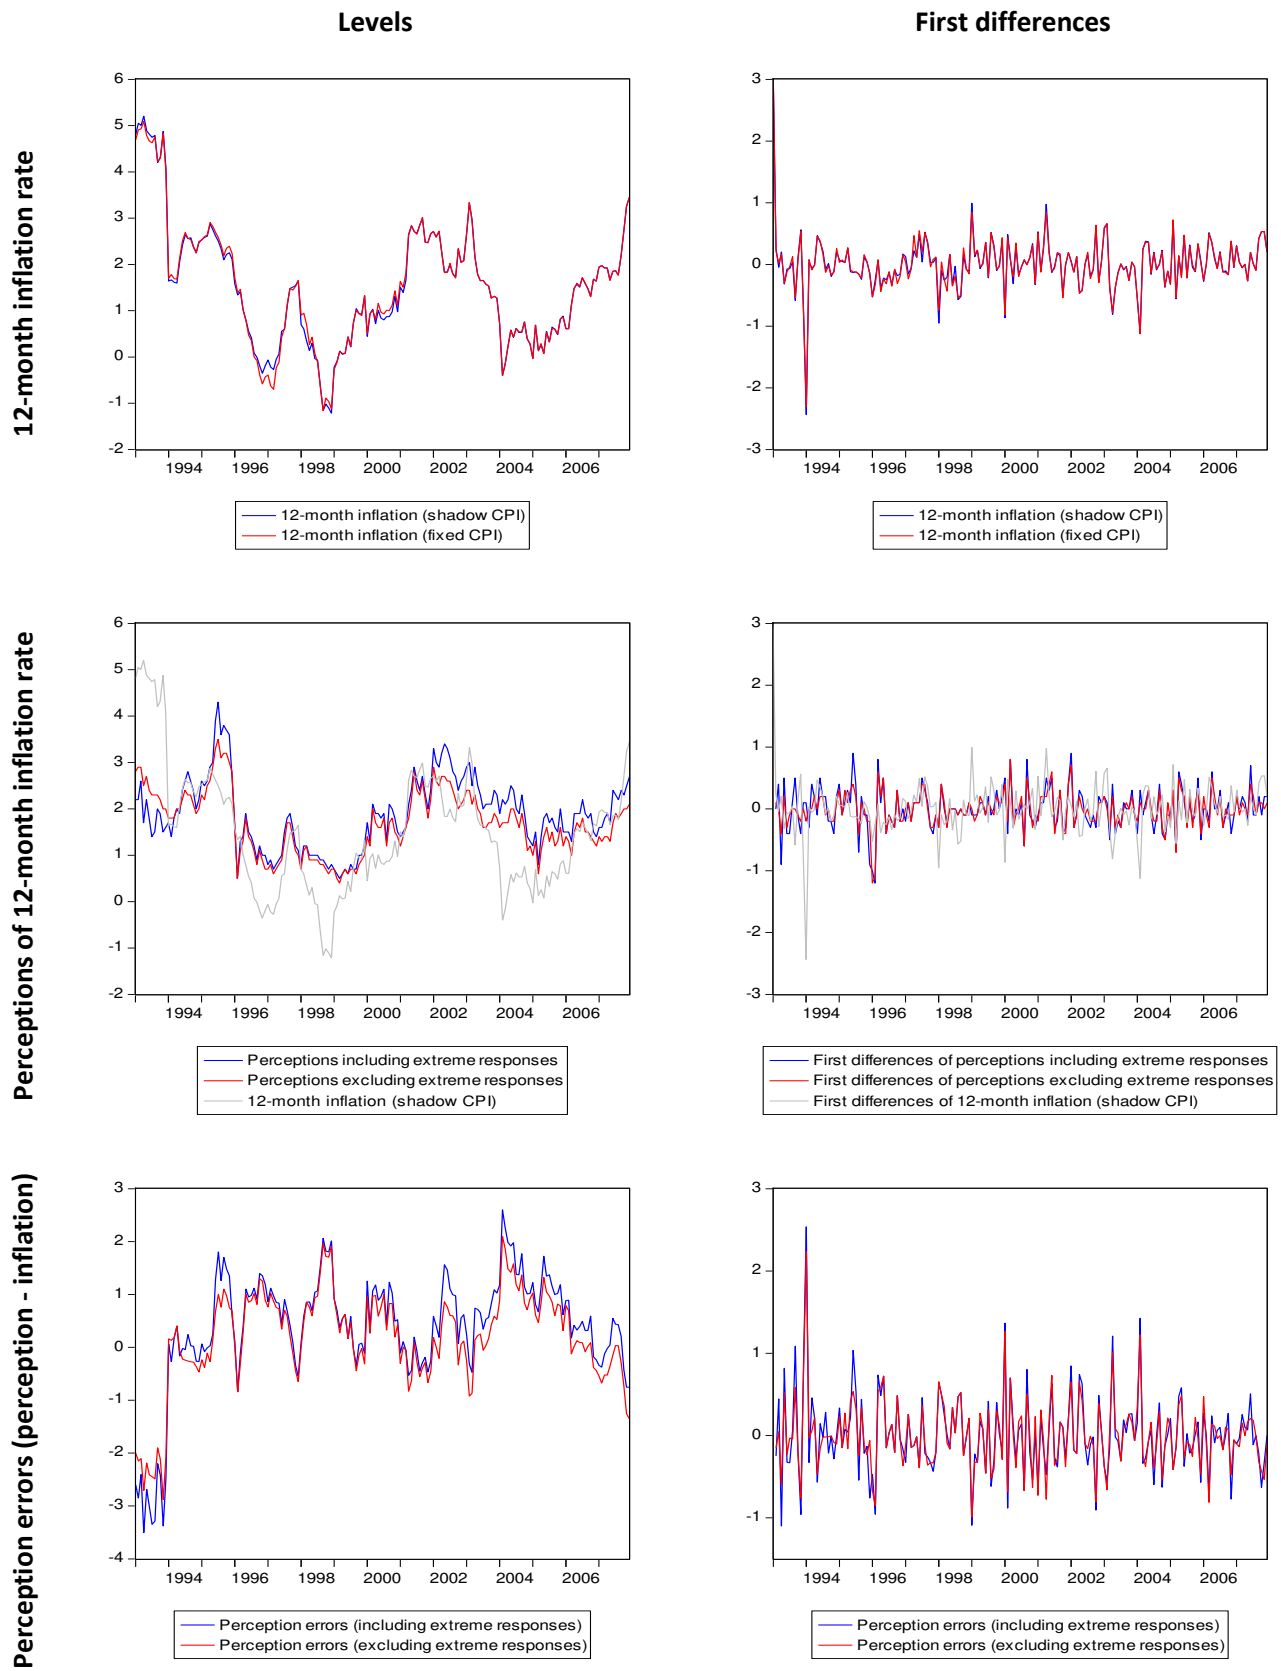 Levels
First differences
12-month inflation rate
6
5
4
3
2
1
0
-1
-2
1994 1996 1998 2000 2002 2004 2006
12-month inflation (shadow CPI)
12-month inflation (fixed CPI)
3
2
1
0
-1
-2
-3
1994 1996 1998 2000 2002 2004 2006
12-month inflation (shadow CPI)
12-month inflation (fixed CPI)
Perceptions of 12-month inflation rate
6
5
4
3
2
1
0
-1
-2
1994 1996 1998 2000 2002 2004 2006
Perceptions including extreme responses
Perceptions excluding extreme responses
12-month inflation (shadow CPI)
3
2
1
0
-1
-2
-3
1994 1996 1998 2000 2002 2004 2006
First differences of perceptions including extreme responses
First differences of perceptions excluding extreme responses
First differences of 12-month inflation (shadow CPI)
Perception errors (perception - inflation)
3
2
1
0
-1
-2
-3
-4
1994 1996 1998 2000 2002 2004 2006
Perception errors (including extreme responses)
Perception errors (excluding extreme responses)
3
2
1
0
-1
1994 1996 1998 2000 2002 2004 2006
Perception errors (including extreme responses)
Perception errors (excluding extreme responses)